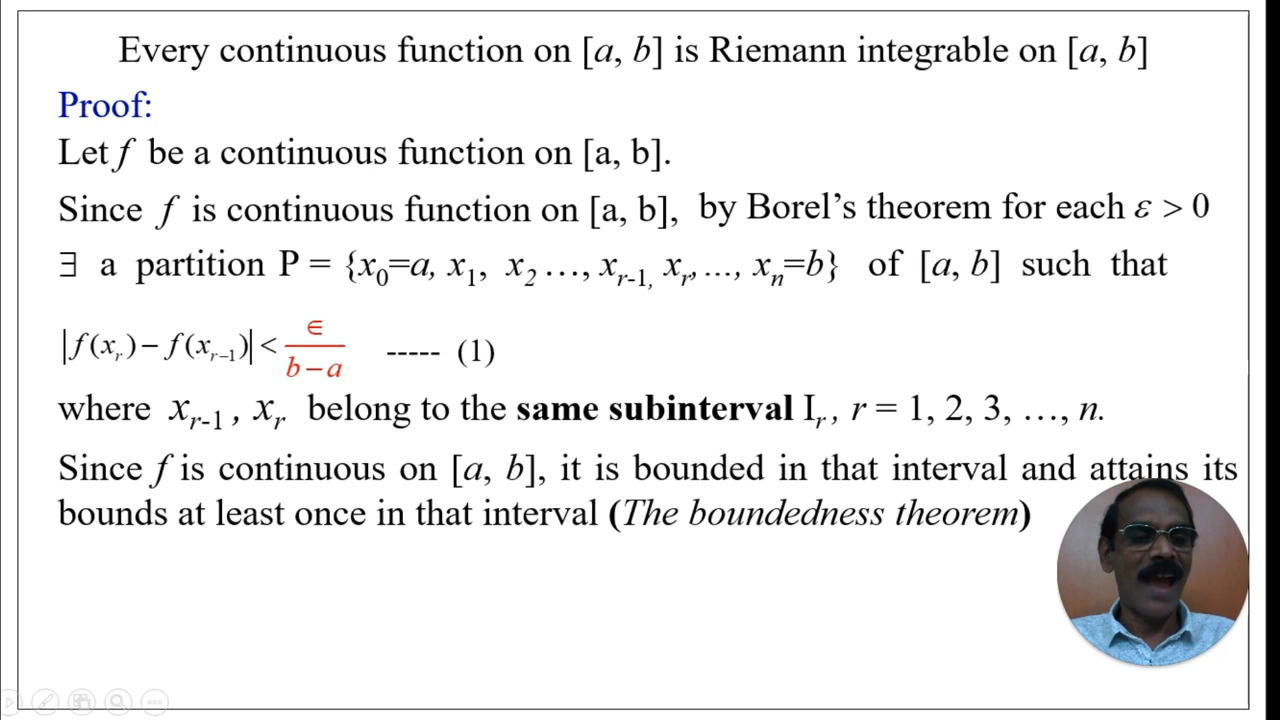 Every continuous function on [a, b] is Riemann integrable on [a, b]
Proof:
Let f be a continuous function on [a, b].
Since f is continuous function on [a, b], by Borel’s theorem for each ε > 0
∃ a partition P = {x₀=a, x₁, x₂ …, xᵣ₋₁, xᵣ, …, xₙ=b} of [a, b] such that
|f(xᵣ) − f(xᵣ₋₁)| < ∈ / b − a ----- (1)
where xᵣ₋₁ , xᵣ belong to the same subinterval Iᵣ , r = 1, 2, 3, …, n.
Since f is continuous on [a, b], it is bounded in that interval and attains its
bounds at least once in that interval (The boundedness theorem)